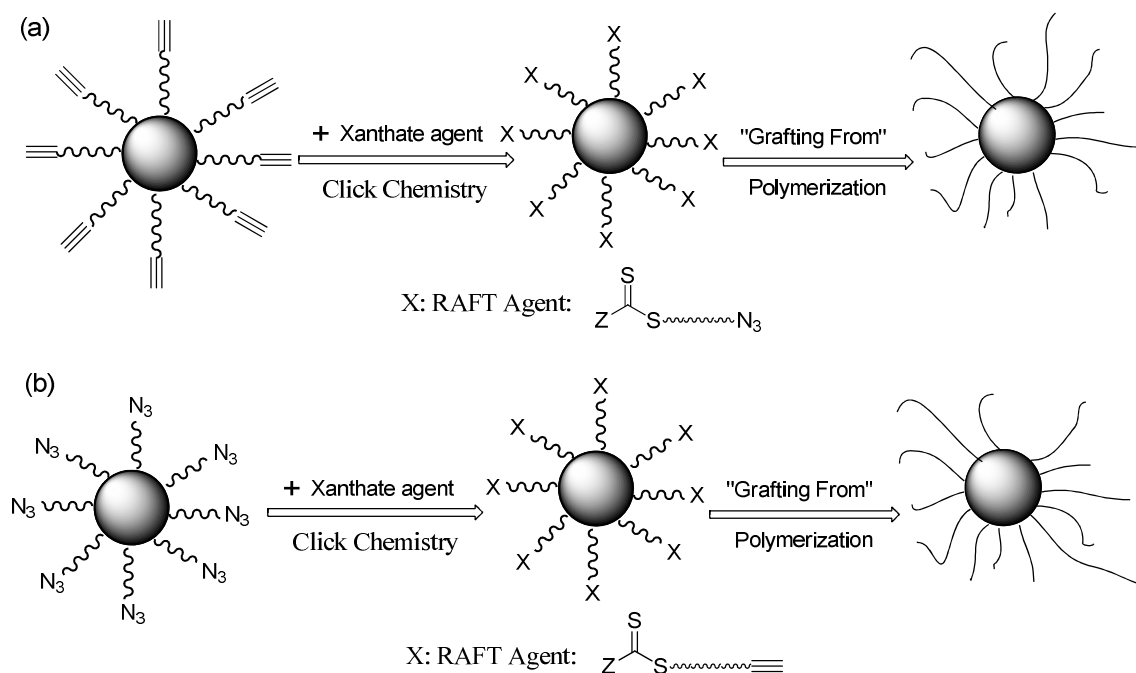 (a)
X
X
X
X
X
X
X
X
+ Xanthate agent
Click Chemistry
"Grafting From"
Polymerization
X: RAFT Agent:
S
Z
S
N3
(b)
N3
N3
N3
N3
N3
N3
N3
N3
+ Xanthate agent
Click Chemistry
X
X
X
X
X
X
X
X
"Grafting From"
Polymerization
X: RAFT Agent:
S
Z
S